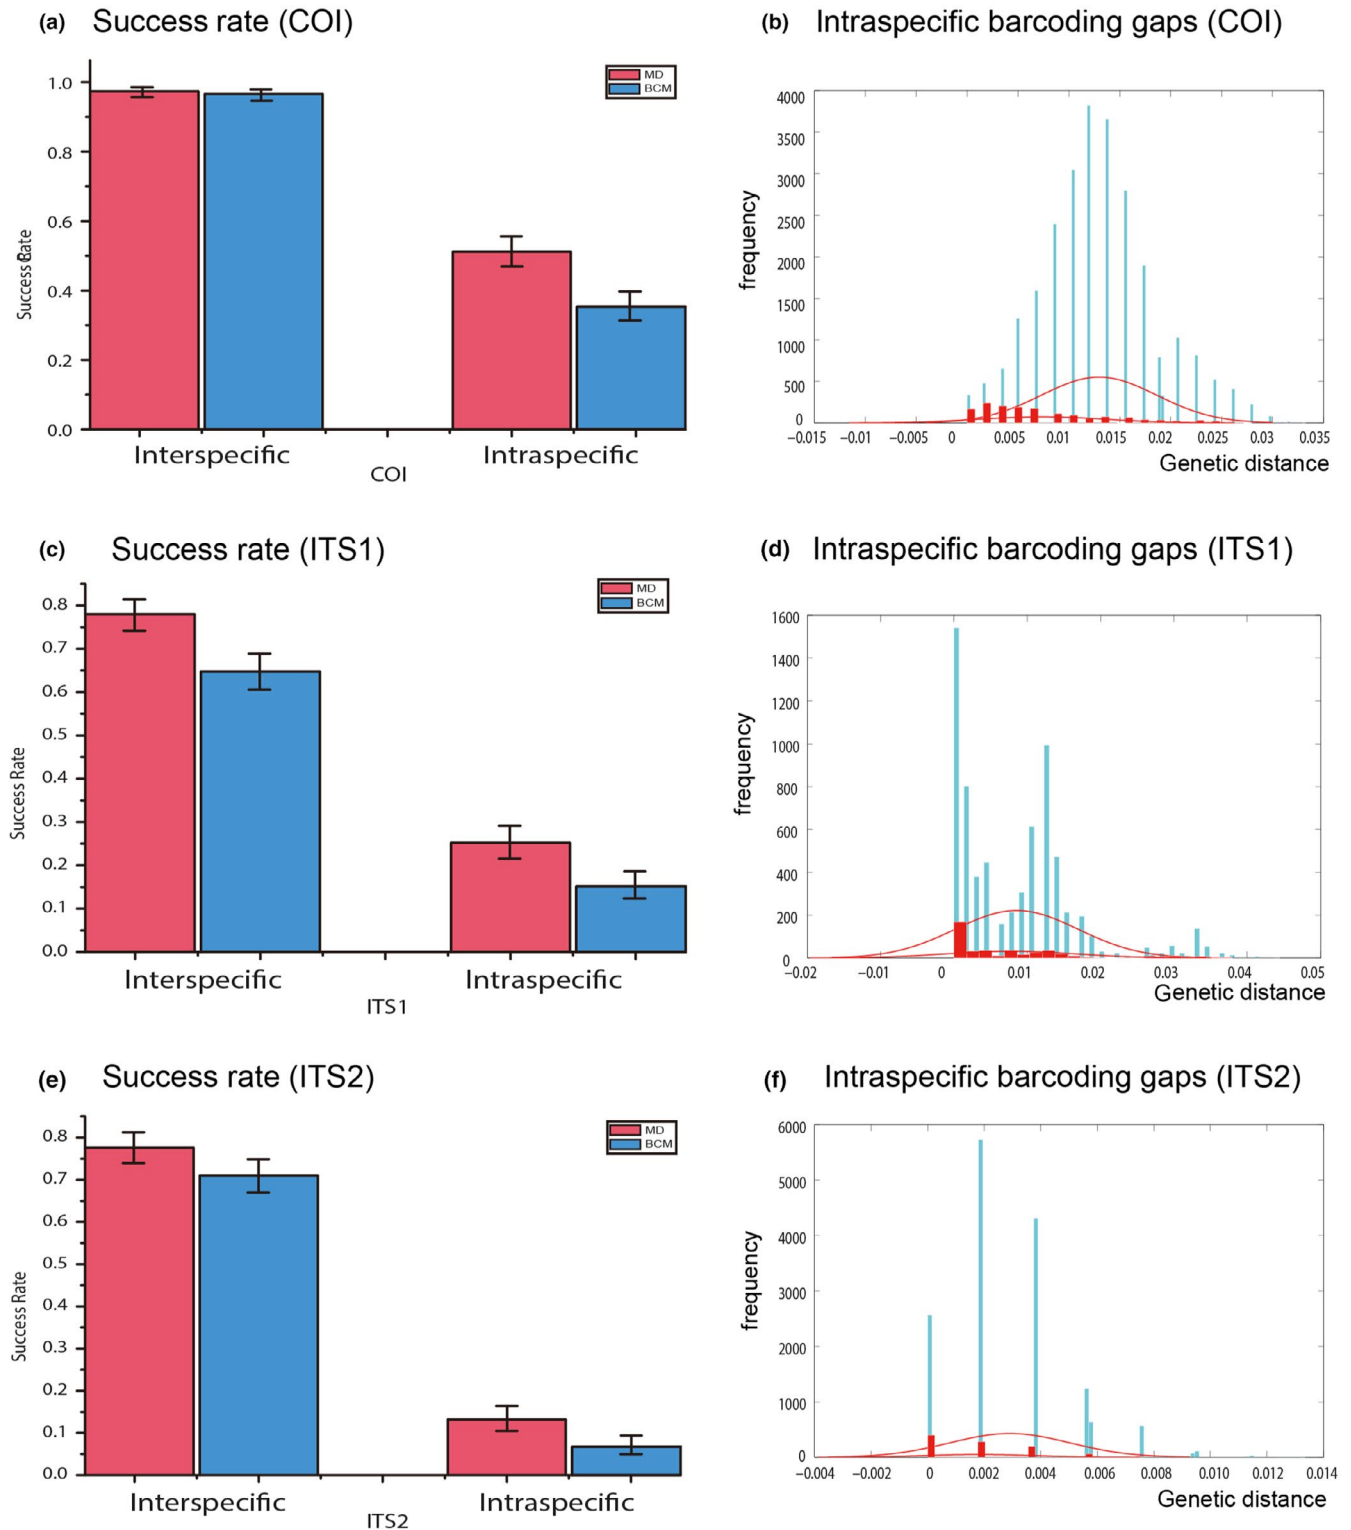 (a) Success rate (COI)
MD
BCM
1.0
0.8
0.6
0.4
0.2
0.0
Success Rate
Interspecific
Intraspecific
COI
(b) Intraspecific barcoding gaps (COI)
4000
3500
3000
2500
2000
1500
1000
500
0
frequency
−0.015 −0.011 −0.005 0 0.005 0.01 0.015 0.02 0.025 0.03 0.035
Genetic distance
(c) Success rate (ITS1)
MD
BCM
0.8
0.7
0.6
0.5
0.4
0.3
0.2
0.1
0.0
Success Rate
Interspecific
Intraspecific
ITS1
(d) Intraspecific barcoding gaps (ITS1)
1600
1400
1200
1000
800
600
400
200
0
frequency
−0.02 −0.01 0 0.01 0.02 0.03 0.04 0.05
Genetic distance
(e) Success rate (ITS2)
MD
BCM
0.8
0.7
0.6
0.5
0.4
0.3
0.2
0.1
0.0
Success Rate
Interspecific
Intraspecific
ITS2
(f) Intraspecific barcoding gaps (ITS2)
6000
5000
4000
3000
2000
1000
0
frequency
−0.004 −0.002 0 0.002 0.004 0.006 0.008 0.010 0.012 0.014
Genetic distance